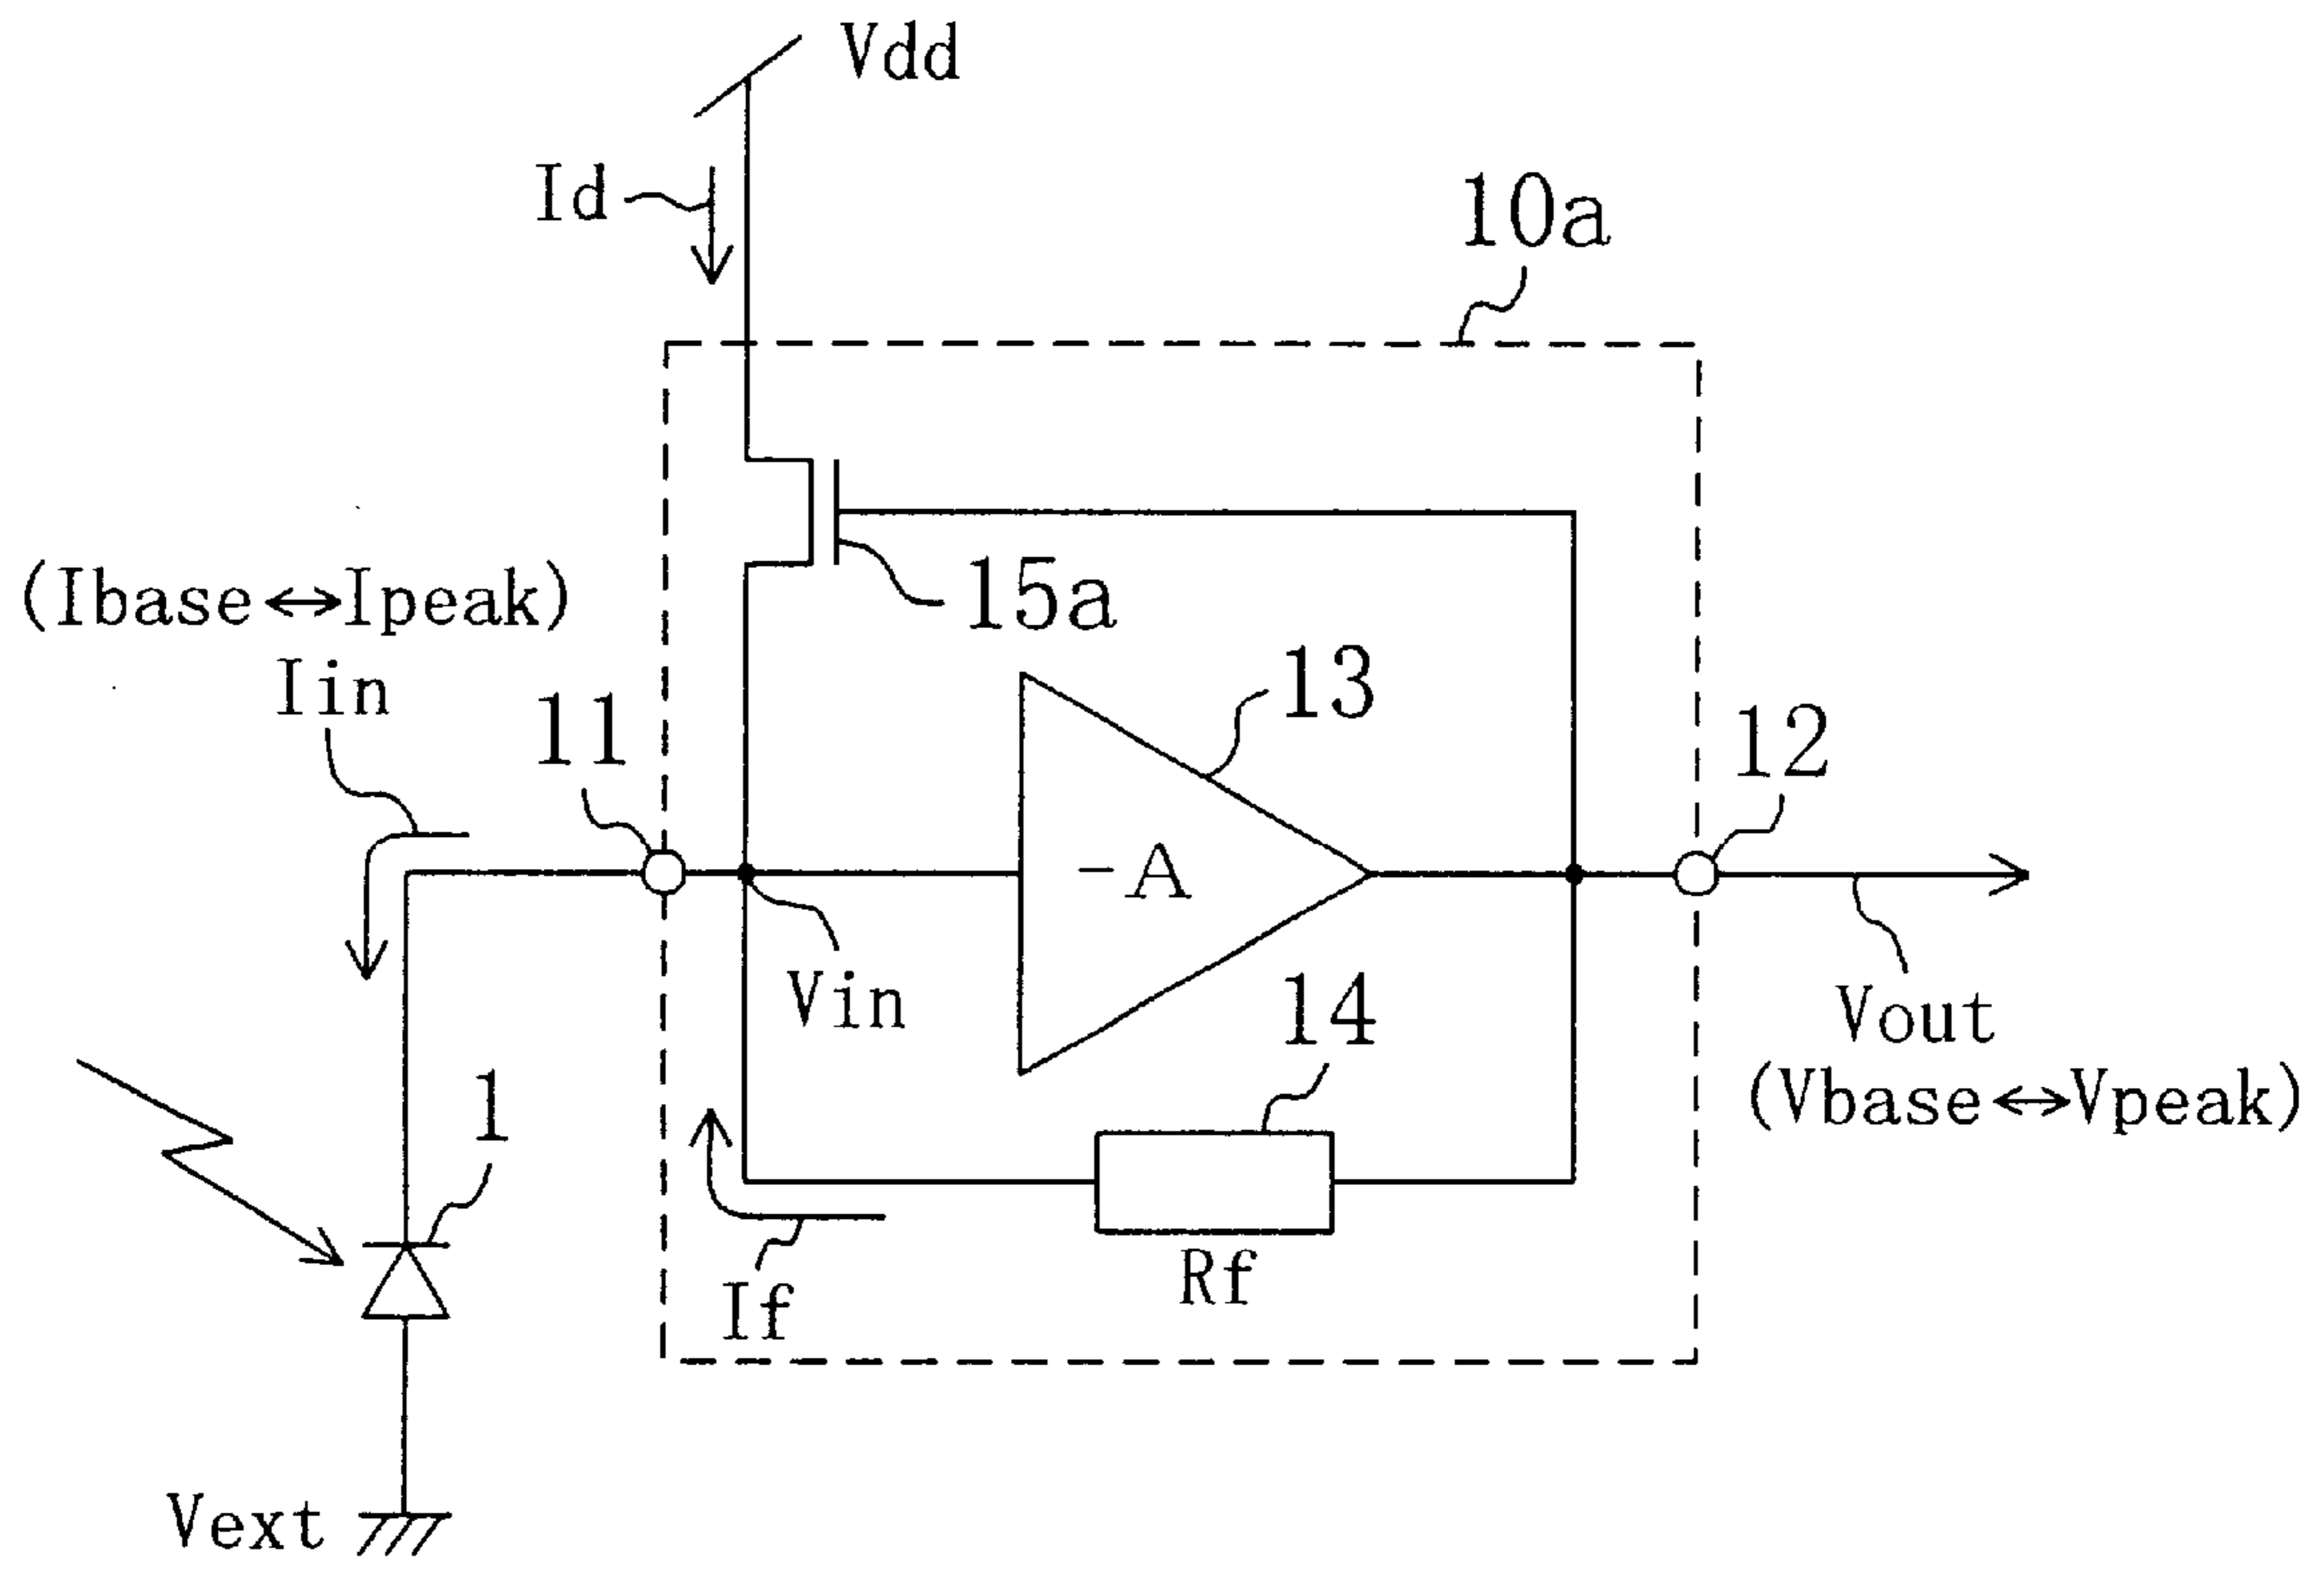 Vdd
Id
10a
15a
(Ibase↔Ipeak)
Iin
11
13
12
-A
Vin
14
Vout
(Vbase↔Vpeak)
1
Rf
If
Vext